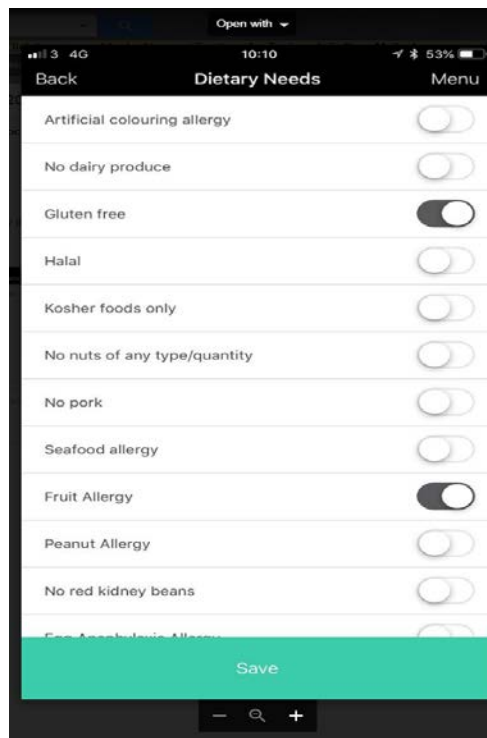 Open with
3 4G 10:10 53%
Back Dietary Needs Menu
Artificial colouring allergy
No dairy produce
Gluten free
Halal
Kosher foods only
No nuts of any type/quantity
No pork
Seafood allergy
Fruit Allergy
Peanut Allergy
No red kidney beans
Save